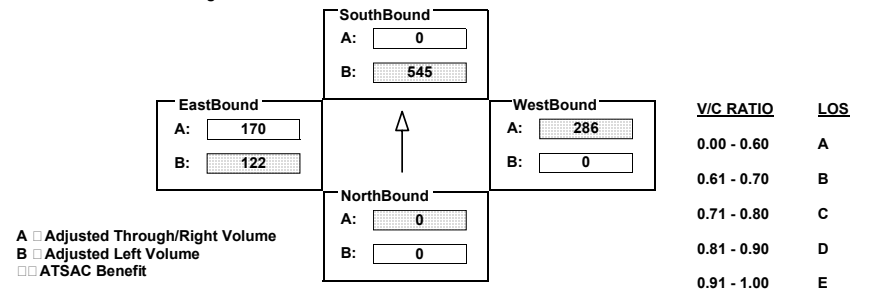 SouthBound
A: 0
B: 545
EastBound
A: 170
B: 122
WestBound
A: 286
B: 0
NorthBound
A: 0
B: 0
A □ Adjusted Through/Right Volume
B □ Adjusted Left Volume
□□ ATSAC Benefit
V/C RATIO LOS
0.00 - 0.60 A
0.61 - 0.70 B
0.71 - 0.80 C
0.81 - 0.90 D
0.91 - 1.00 E